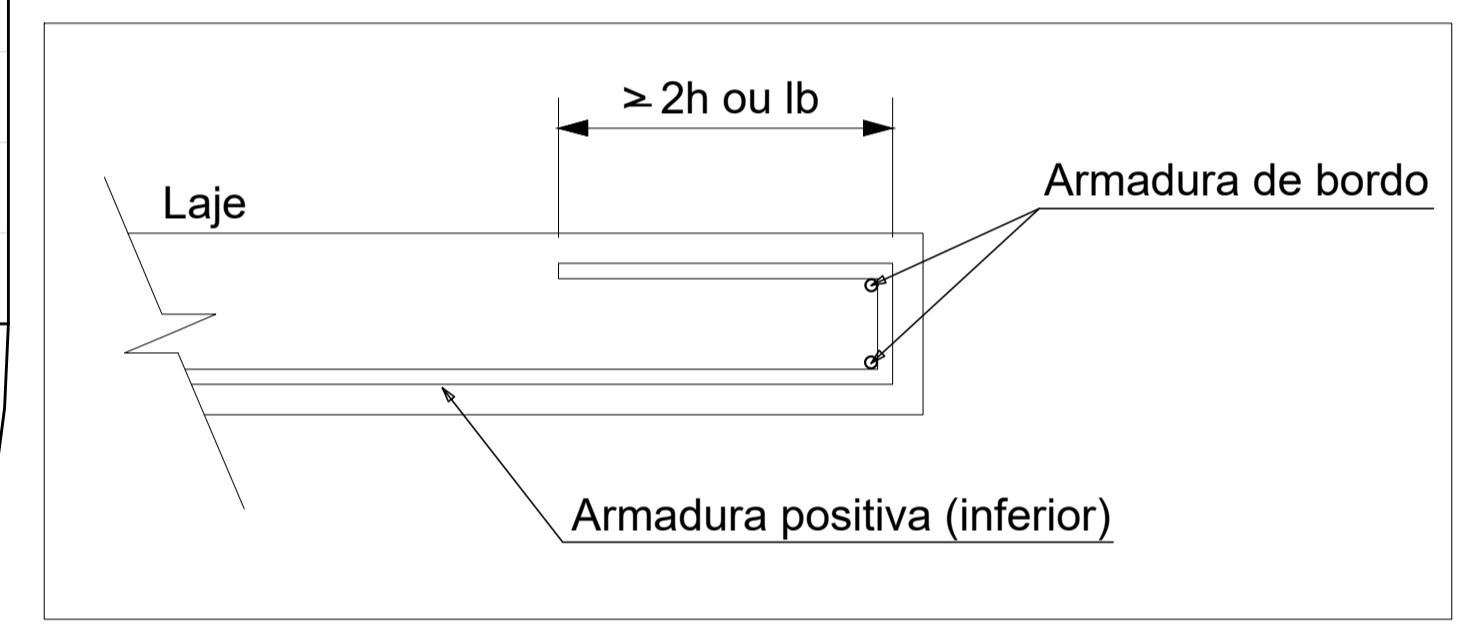 ≥ 2h ou lb
Armadura de bordo
Laje
Armadura positiva (inferior)